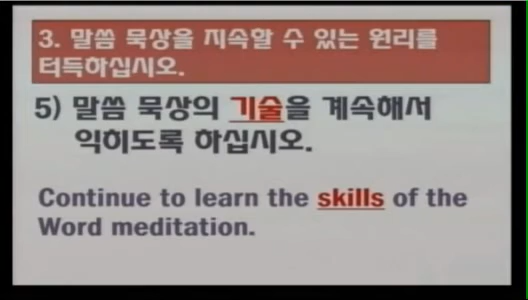 3. 말씀 묵상을 지속할 수 있는 원리를
터득하십시오.
5) 말씀 묵상의 기술을 계속해서
익히도록 하십시오.
Continue to learn the skills of the
Word meditation.